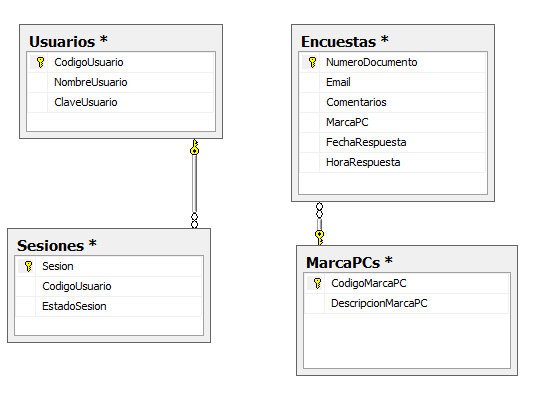 Usuarios *
CodigoUsuario
NombreUsuario
ClaveUsuario
Encuestas *
NumeroDocumento
Email
Comentarios
MarcaPC
FechaRespuesta
HoraRespuesta
Sesiones *
Sesion
CodigoUsuario
EstadoSesion
MarcaPCs *
CodigoMarcaPC
DescripcionMarcaPC